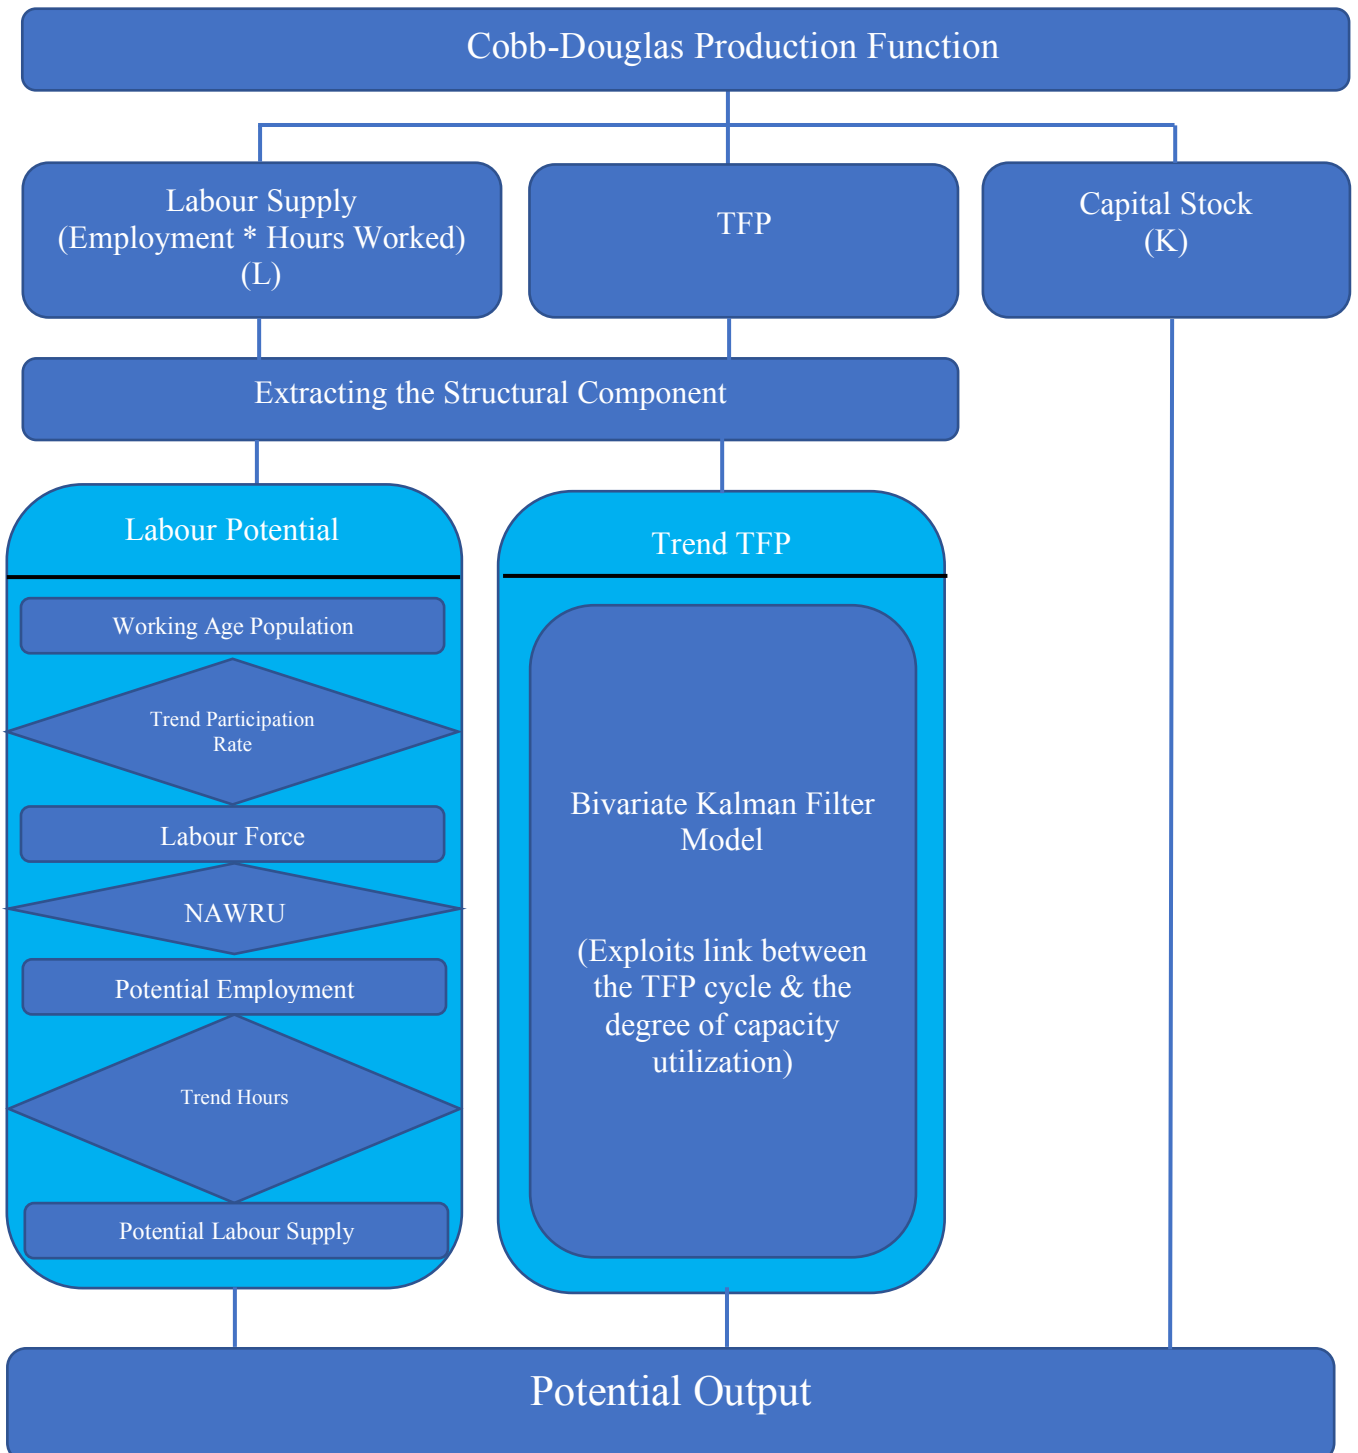 Cobb-Douglas Production Function
Labour Supply
(Employment * Hours Worked)
(L)
TFP
Capital Stock
(K)
Extracting the Structural Component
Labour Potential
Working Age Population
Trend Participation
Rate
Labour Force
NAWRU
Potential Employment
Trend Hours
Potential Labour Supply
Trend TFP
Bivariate Kalman Filter
Model
(Exploits link between
the TFP cycle & the
degree of capacity
utilization)
Potential Output